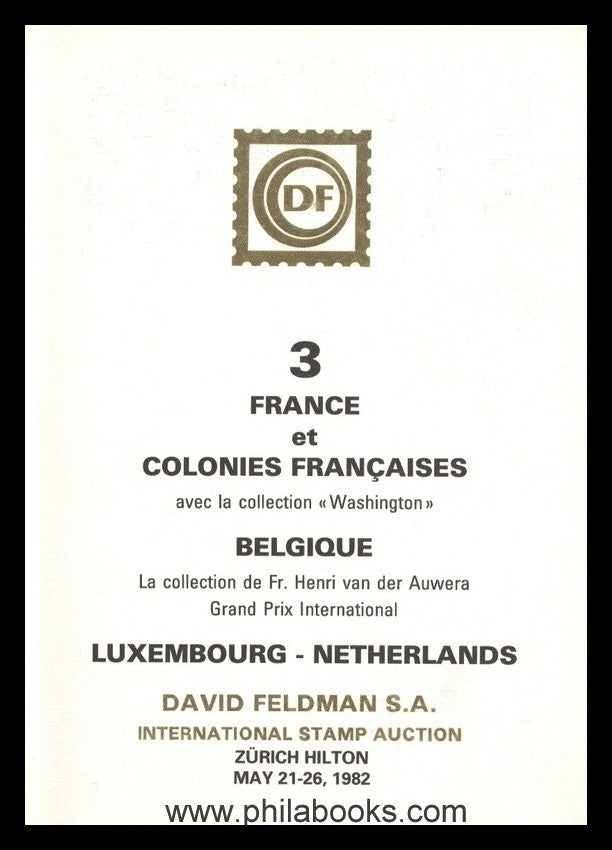 DF
3
FRANCE
et
COLONIES FRANÇAISES
avec la collection «Washington»
BELGIQUE
La collection de Fr. Henri van der Auwera
Grand Prix International
LUXEMBOURG - NETHERLANDS
DAVID FELDMAN S.A.
INTERNATIONAL STAMP AUCTION
ZÜRICH HILTON
MAY 21-26, 1982
www.philabooks.com